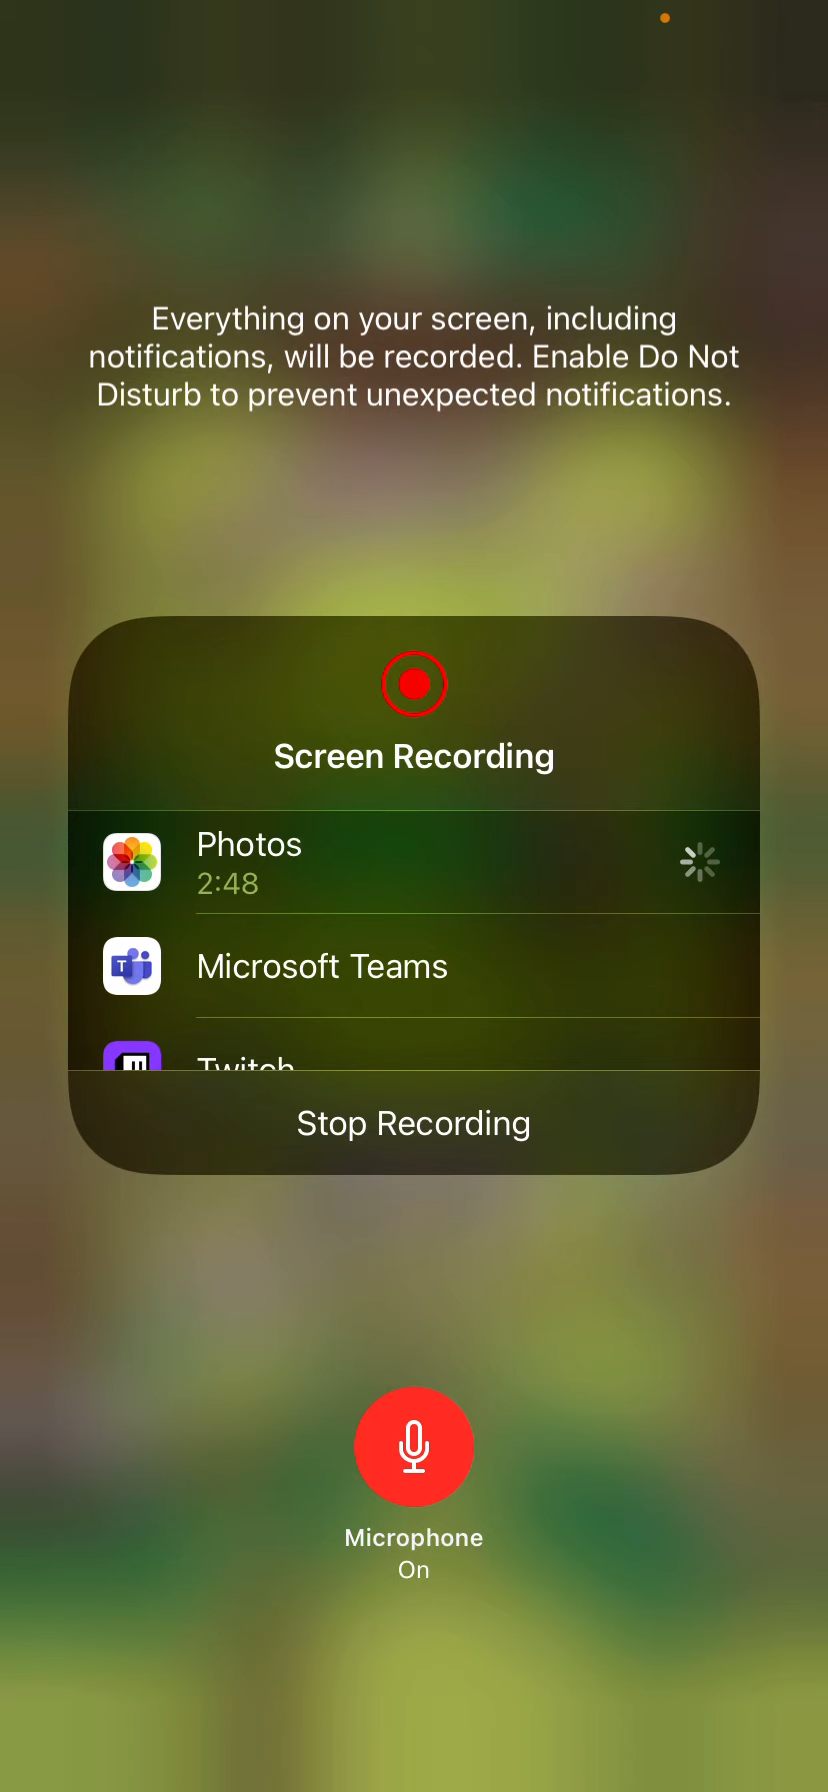 Everything on your screen, including
notifications, will be recorded. Enable Do Not
Disturb to prevent unexpected notifications.
Screen Recording
Photos
2:48
T
Microsoft Teams
Twitch
Stop Recording
Microphone
On